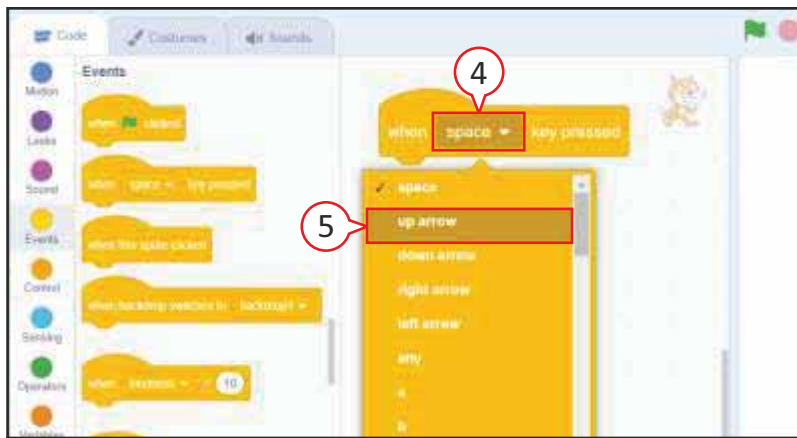 Code
Costumes
Sounds
Motion
Looks
Sound
Events
Control
Sensing
Operators
Variables
Events
when clicked
when space key pressed
when this sprite clicked
when backdrop switches to backdrop1
when loudness > 10
4
when space key pressed
✓ space
5
up arrow
down arrow
right arrow
left arrow
any
a
b